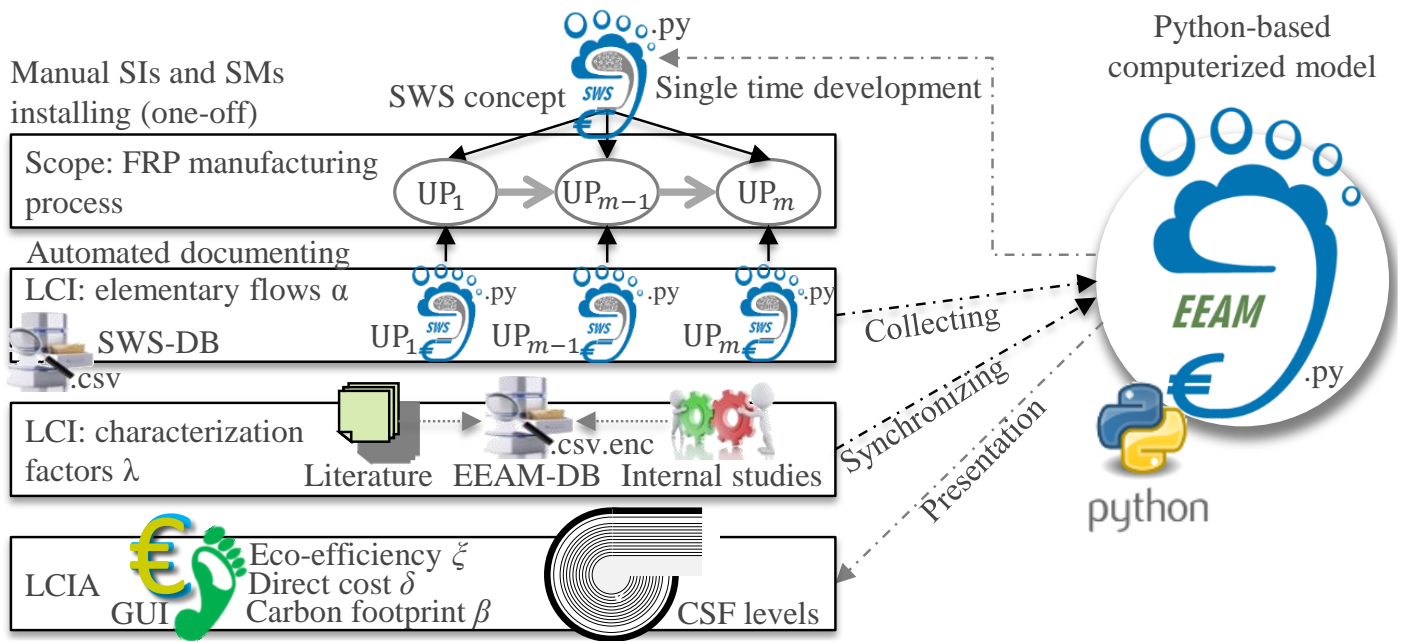 .py
Python-based
computerized model
Manual SIs and SMs
installing (one-off)
SWS concept
SWS
€
Single time development
Scope: FRP manufacturing
process
UP₁
UPₘ₋₁
UPₘ
Automated documenting
LCI: elementary flows α
SWS-DB
.csv
UP₁
SWS
€
.py
UPₘ₋₁
SWS
€
.py
UPₘ
SWS
€
.py
Collecting
EEAM
€
.py
python
LCI: characterization
factors λ
Literature
EEAM-DB
.csv.enc
Internal studies
Synchronizing
Presentation
LCIA
€
GUI
Eco-efficiency ξ
Direct cost δ
Carbon footprint β
CSF levels